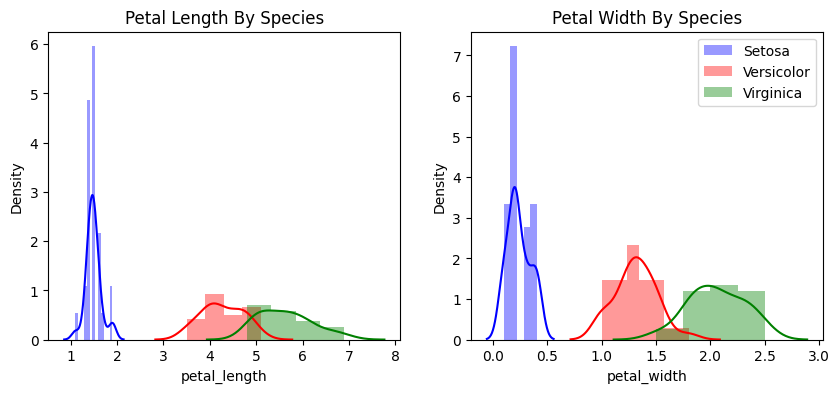 Petal Length By Species
6
5
4
3
2
1
0
Density
1 2 3 4 5 6 7 8
petal_length
Petal Width By Species
7
6
5
4
3
2
1
0
Density
0.0 0.5 1.0 1.5 2.0 2.5 3.0
petal_width
Setosa
Versicolor
Virginica